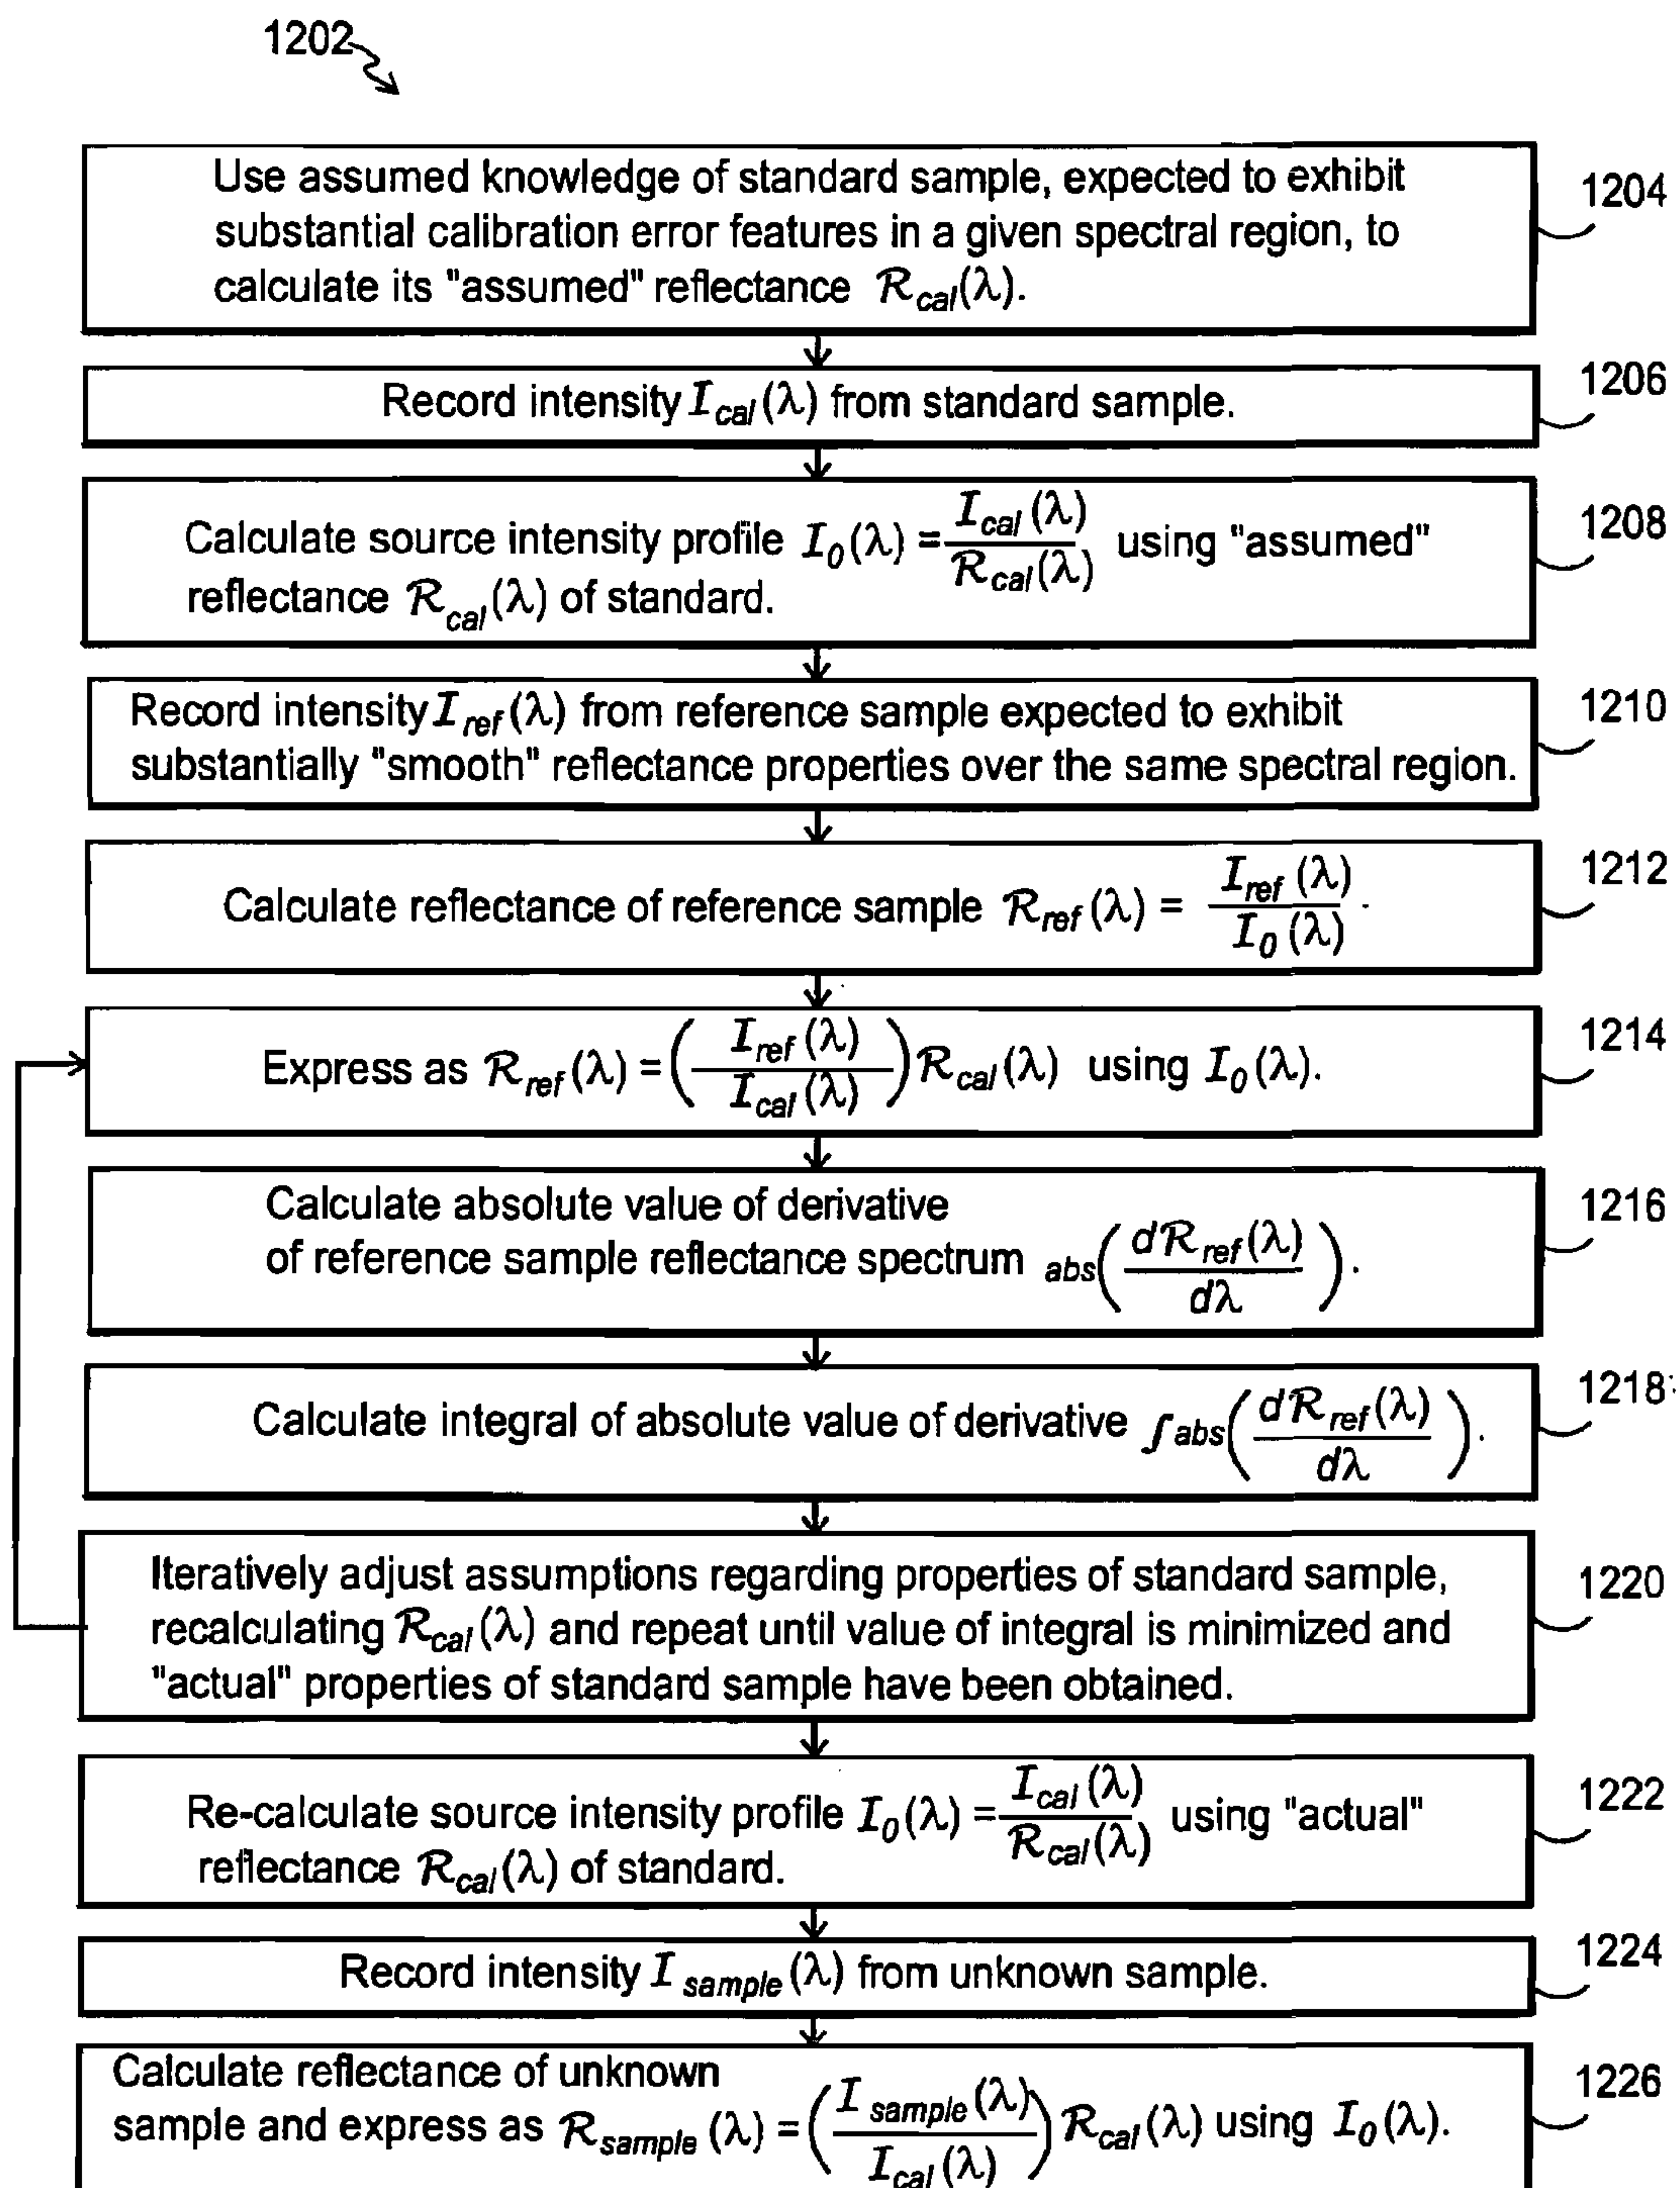 1202
Use assumed knowledge of standard sample, expected to exhibit
substantial calibration error features in a given spectral region, to
calculate its "assumed" reflectance R_cal(λ).
1204
Record intensity I_cal(λ) from standard sample.
1206
Calculate source intensity profile I_0(λ) = I_cal(λ) / R_cal(λ) using "assumed"
reflectance R_cal(λ) of standard.
1208
Record intensity I_ref(λ) from reference sample expected to exhibit
substantially "smooth" reflectance properties over the same spectral region.
1210
Calculate reflectance of reference sample R_ref(λ) = I_ref(λ) / I_0(λ).
1212
Express as R_ref(λ) = (I_ref(λ) / I_cal(λ)) R_cal(λ) using I_0(λ).
1214
Calculate absolute value of derivative
of reference sample reflectance spectrum abs(dR_ref(λ) / dλ).
1216
Calculate integral of absolute value of derivative ∫abs(dR_ref(λ) / dλ).
1218
Iteratively adjust assumptions regarding properties of standard sample,
recalculating R_cal(λ) and repeat until value of integral is minimized and
"actual" properties of standard sample have been obtained.
1220
Re-calculate source intensity profile I_0(λ) = I_cal(λ) / R_cal(λ) using "actual"
reflectance R_cal(λ) of standard.
1222
Record intensity I_sample(λ) from unknown sample.
1224
Calculate reflectance of unknown
sample and express as R_sample(λ) = (I_sample(λ) / I_cal(λ)) R_cal(λ) using I_0(λ).
1226